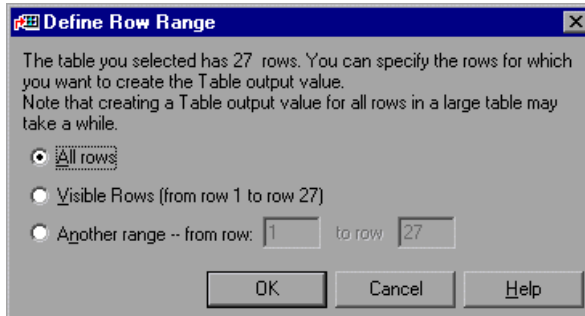 Define Row Range
The table you selected has 27 rows. You can specify the rows for which
you want to create the Table output value.
Note that creating a Table output value for all rows in a large table may
take a while.
All rows
Visible Rows (from row 1 to row 27)
Another range -- from row: 1 to row 27
OK Cancel Help